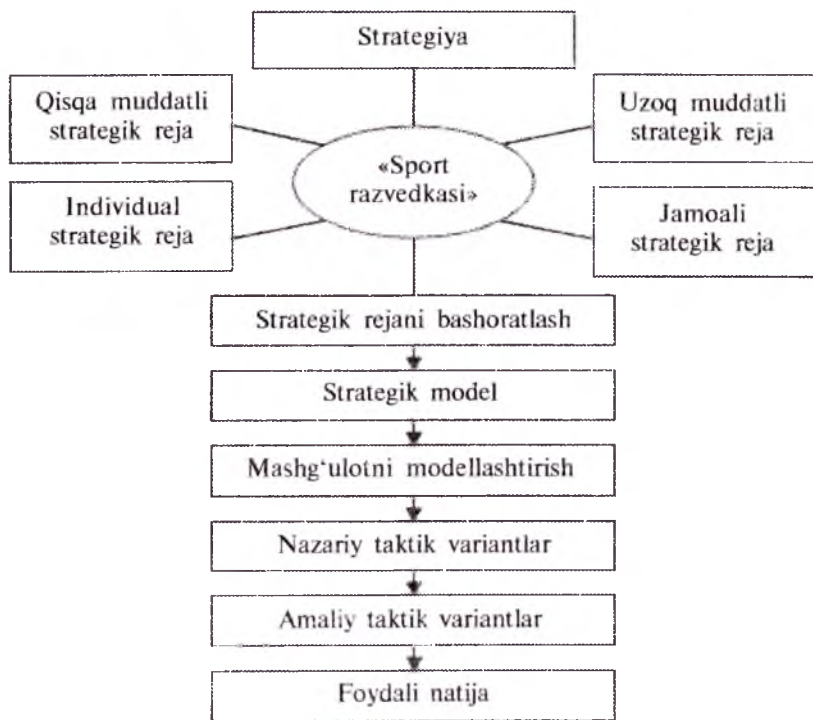 Strategiya
Qisqa muddatli
strategik reja
Uzoq muddatli
strategik reja
«Sport
razvedkasi»
Individual
strategik reja
Jamoali
strategik reja
Strategik rejani bashoratlash
Strategik model
Mashg‘ulotni modellashtirish
Nazariy taktik variantlar
Amaliy taktik variantlar
Foydali natija